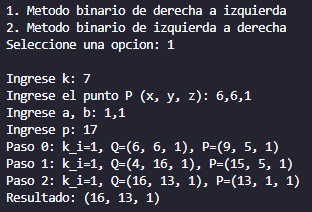 1. Metodo binario de derecha a izquierda
2. Metodo binario de izquierda a derecha
Seleccione una opcion: 1
Ingrese k: 7
Ingrese el punto P (x, y, z): 6,6,1
Ingrese a, b: 1,1
Ingrese p: 17
Paso 0: k_i=1, Q=(6, 6, 1), P=(9, 5, 1)
Paso 1: k_i=1, Q=(4, 16, 1), P=(15, 5, 1)
Paso 2: k_i=1, Q=(16, 13, 1), P=(13, 1, 1)
Resultado: (16, 13, 1)